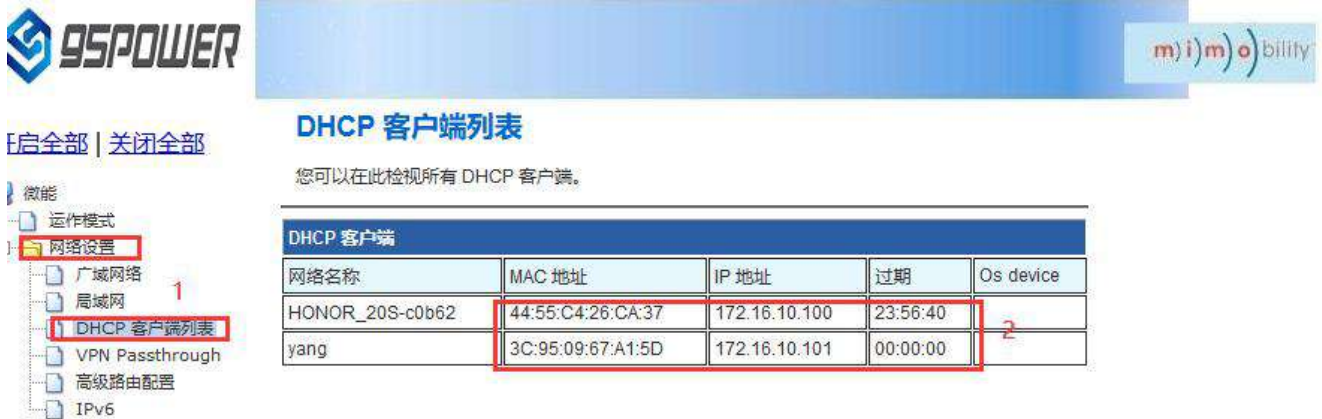 95POWER
m)i)m)o)bility
开启全部 | 关闭全部
微能
运作模式
网络设置
广域网络
局域网
1
DHCP 客户端列表
VPN Passthrough
高级路由配置
IPv6
DHCP 客户端列表
您可以在此检视所有 DHCP 客户端。
DHCP 客户端
网络名称 MAC 地址 IP 地址 过期 Os device
HONOR_20S-c0b62 44:55:C4:26:CA:37 172.16.10.100 23:56:40
yang 3C:95:09:67:A1:5D 172.16.10.101 00:00:00
2